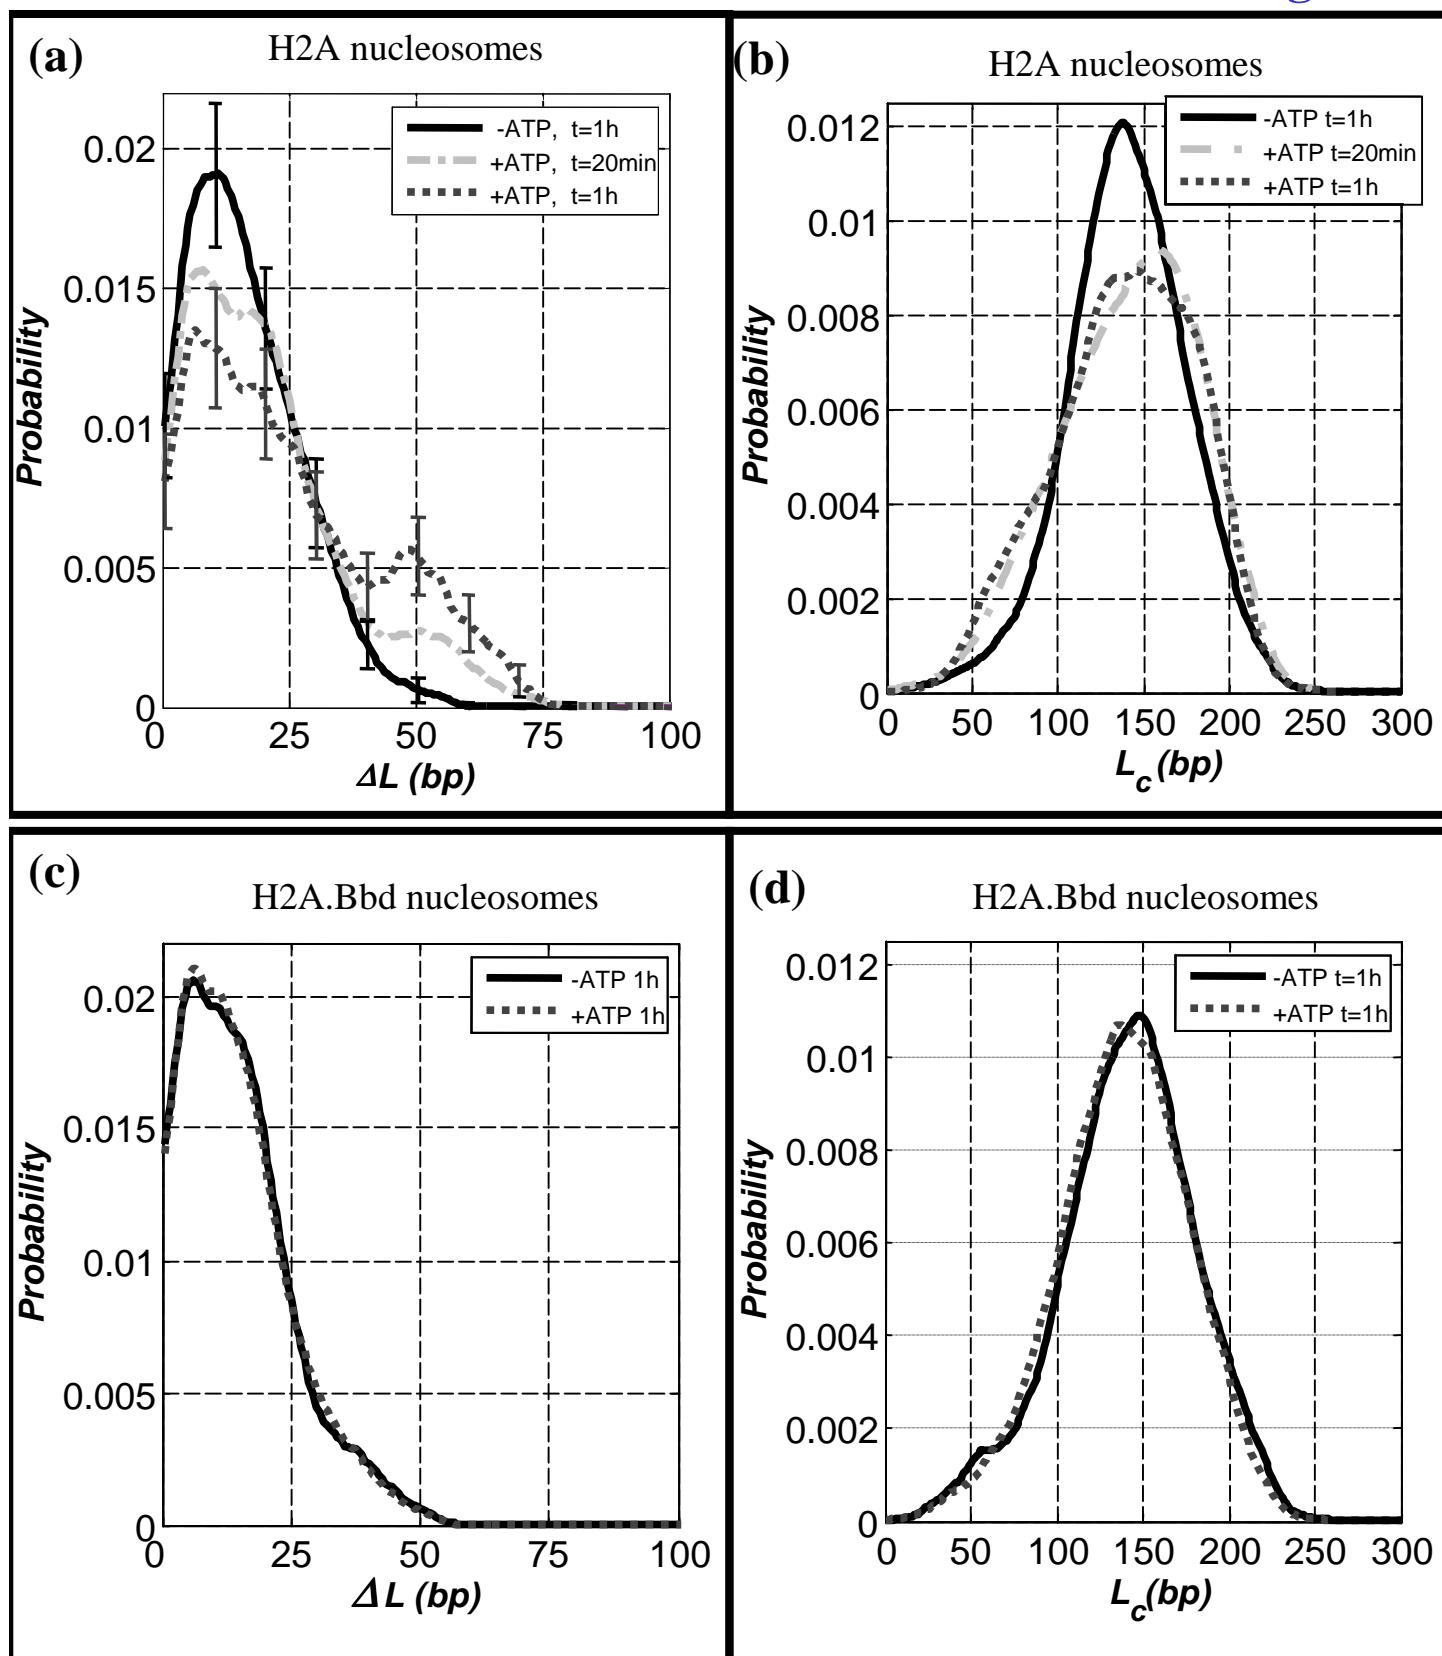 g
(a)
H2A nucleosomes
-ATP, t=1h
+ATP, t=20min
+ATP, t=1h
0.02
0.015
0.01
0.005
0
Probability
0 25 50 75 100
ΔL (bp)
(b)
H2A nucleosomes
-ATP t=1h
+ATP t=20min
+ATP t=1h
0.012
0.01
0.008
0.006
0.004
0.002
0
Probability
0 50 100 150 200 250 300
Lc (bp)
(c)
H2A.Bbd nucleosomes
-ATP 1h
+ATP 1h
0.02
0.015
0.01
0.005
0
Probability
0 25 50 75 100
ΔL (bp)
(d)
H2A.Bbd nucleosomes
-ATP t=1h
+ATP t=1h
0.012
0.01
0.008
0.006
0.004
0.002
0
Probability
0 50 100 150 200 250 300
Lc(bp)